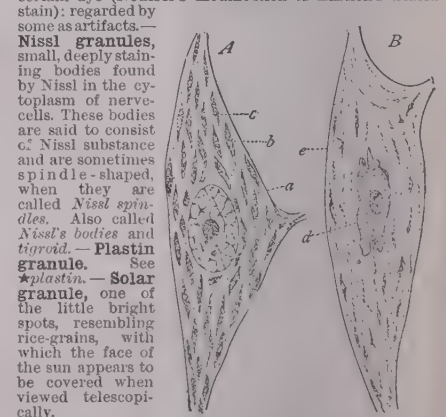 stain): regarded by
some as artifacts.—
Nissl granules,
small, deeply stain-
ing bodies found
by Nissl in the cy-
toplasm of nerve-
cells. These bodies
are said to consist
of Nissl substance
and are sometimes
spindle-shaped,
when they are
called Nissl spin-
dles. Also called
Nissl's bodies and
tigroid.—Plastin
granule. See
★plastin.—Solar
granule, one of
the little bright
spots, resembling
rice-grains, with
which the face of
the sun appears to
be covered when
viewed telescopi-
cally.
A
B
c
b
e
a
d